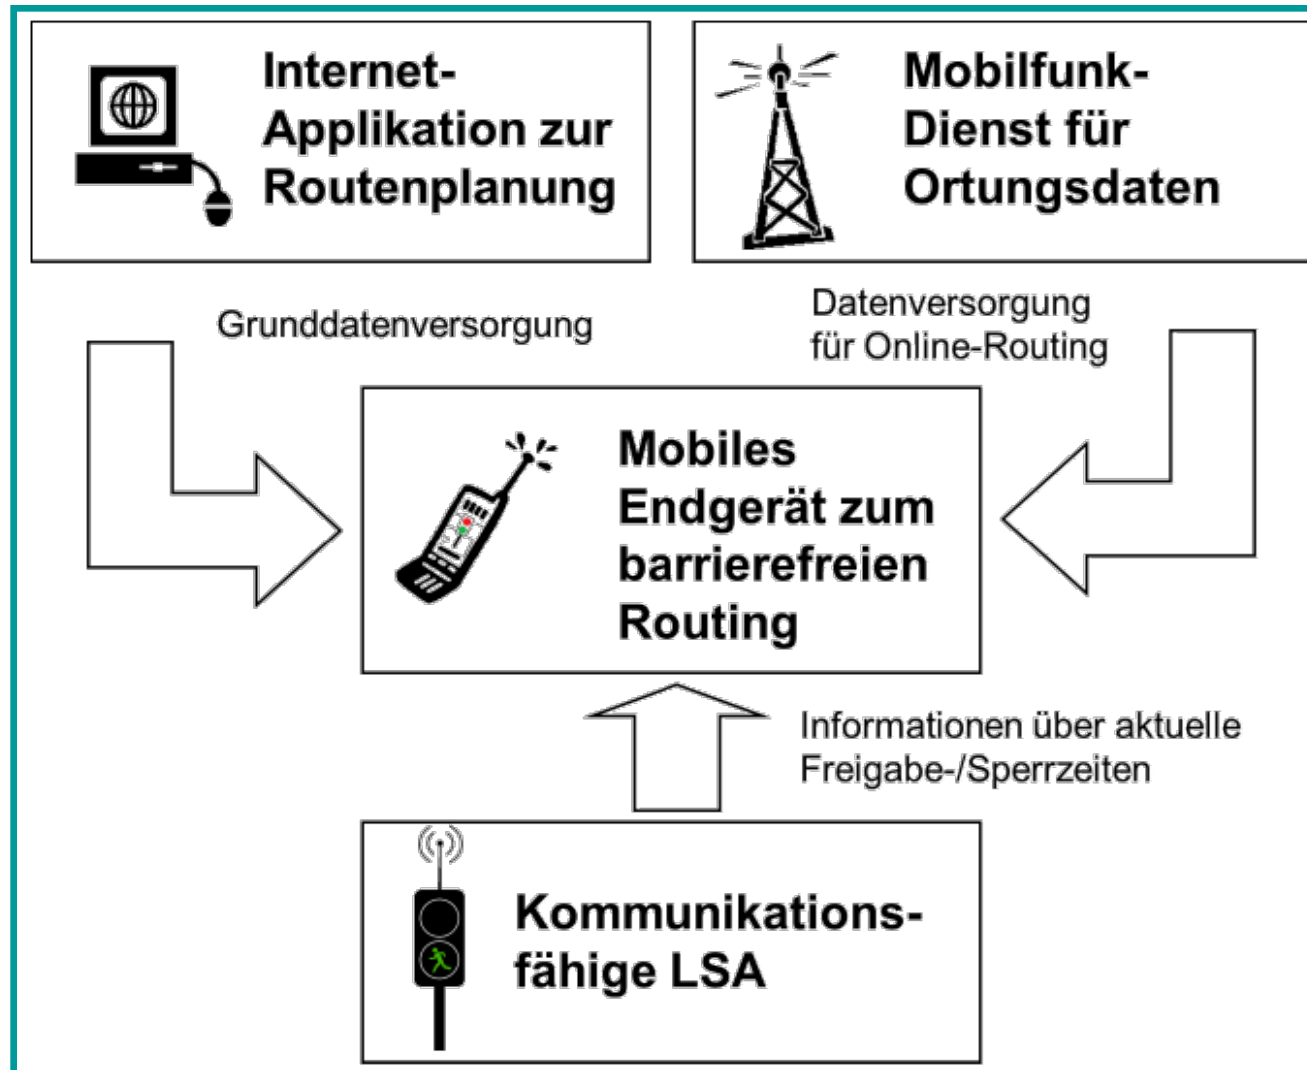 Internet-
Applikation zur
Routenplanung
Mobilfunk-
Dienst für
Ortungsdaten
Grunddatenversorgung
Datenversorgung
für Online-Routing
Mobiles
Endgerät zum
barrierefreien
Routing
Informationen über aktuelle
Freigabe-/Sperrzeiten
Kommunikations-
fähige LSA